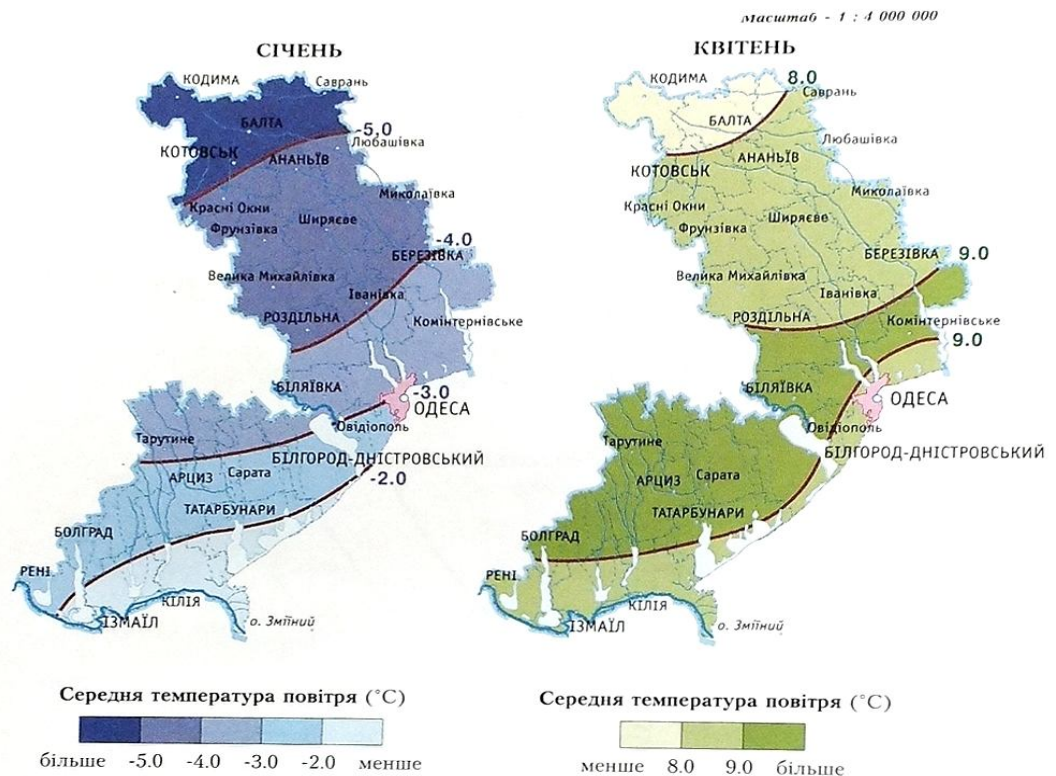 Масштаб - 1 : 4 000 000
СІЧЕНЬ
КОДИМА
Саврань
БАЛТА
-5,0
Любашівка
КОТОВСЬК
АНАНЬЇВ
Миколаївка
Красні Окни
Ширяєве
Фрунзівка
-4.0
БЕРЕЗІВКА
Велика Михайлівка
Іванівка
РОЗДІЛЬНА
Комінтернівське
БІЛЯЇВКА
-3.0
ОДЕСА
Овідіополь
Тарутине
БІЛГОРОД-ДНІСТРОВСЬКИЙ
Сарата
АРЦИЗ
-2.0
ТАТАРБУНАРИ
БОЛГРАД
РЕНІ
КІЛІЯ
ІЗМАЇЛ
о. Зміїний
Середня температура повітря (°С)
більше -5.0 -4.0 -3.0 -2.0 менше
КВІТЕНЬ
КОДИМА
8.0
Саврань
БАЛТА
Любашівка
АНАНЬЇВ
КОТОВСЬК
Миколаївка
Красні Окни
Ширяєве
Фрунзівка
БЕРЕЗІВКА
9.0
Велика Михайлівка
Іванівка
РОЗДІЛЬНА
Комінтернівське
9.0
БІЛЯЇВКА
ОДЕСА
Овідіополь
Тарутине
БІЛГОРОД-ДНІСТРОВСЬКИЙ
Сарата
АРЦИЗ
ТАТАРБУНАРИ
БОЛГРАД
РЕНІ
КІЛІЯ
ІЗМАЇЛ
о. Зміїний
Середня температура повітря (°С)
менше 8.0 9.0 більше